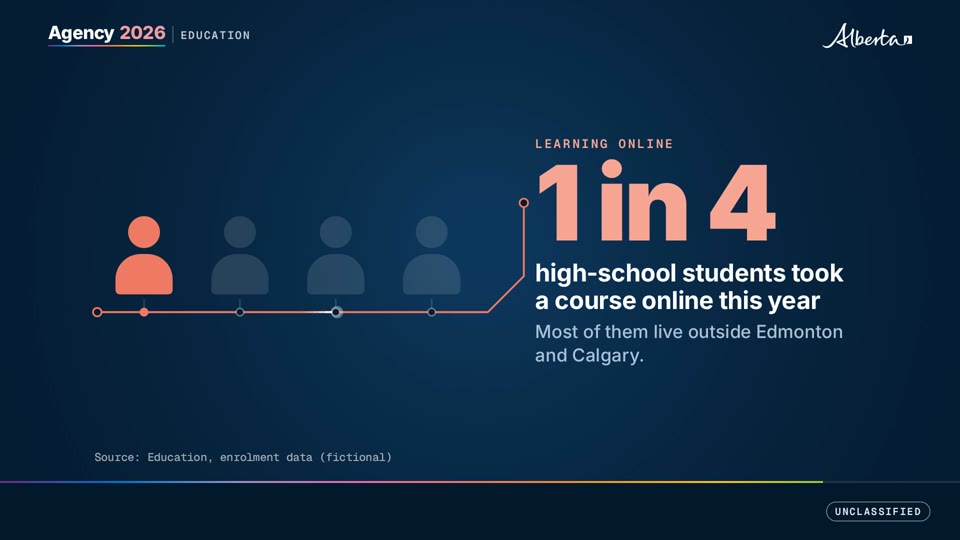 Agency 2026 EDUCATION
Alberta
LEARNING ONLINE
1 in 4
high-school students took
a course online this year
Most of them live outside Edmonton
and Calgary.
Source: Education, enrolment data (fictional)
UNCLASSIFIED